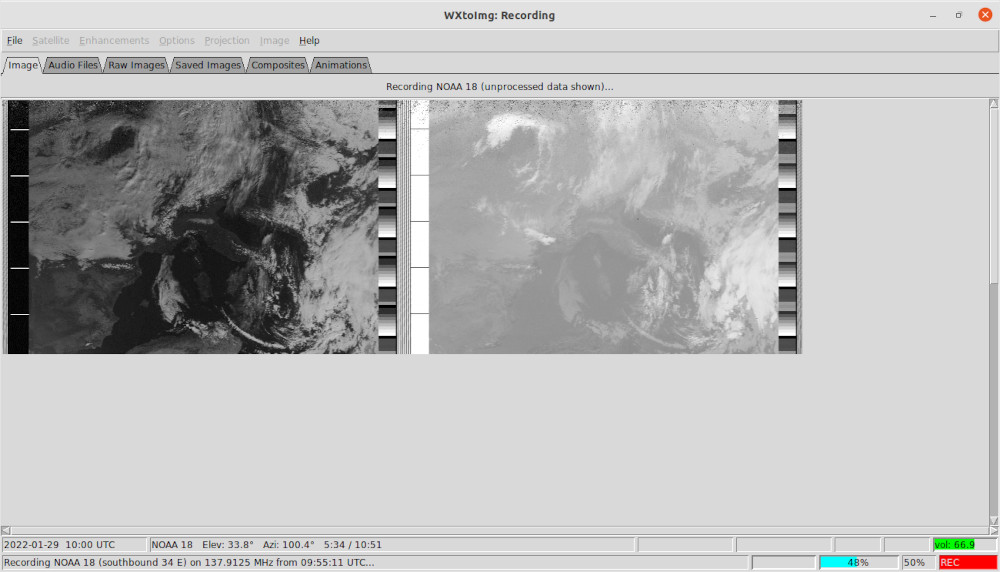 WXtoImg: Recording
File Satellite Enhancements Options Projection Image Help
Image Audio Files Raw Images Saved Images Composites Animations
Recording NOAA 18 (unprocessed data shown)...
2022-01-29 10:00 UTC NOAA 18 Elev: 33.8° Azi: 100.4° 5:34 / 10:51 vol: 66.9
Recording NOAA 18 (southbound 34 E) on 137.9125 MHz from 09:55:11 UTC... 48% 50% REC